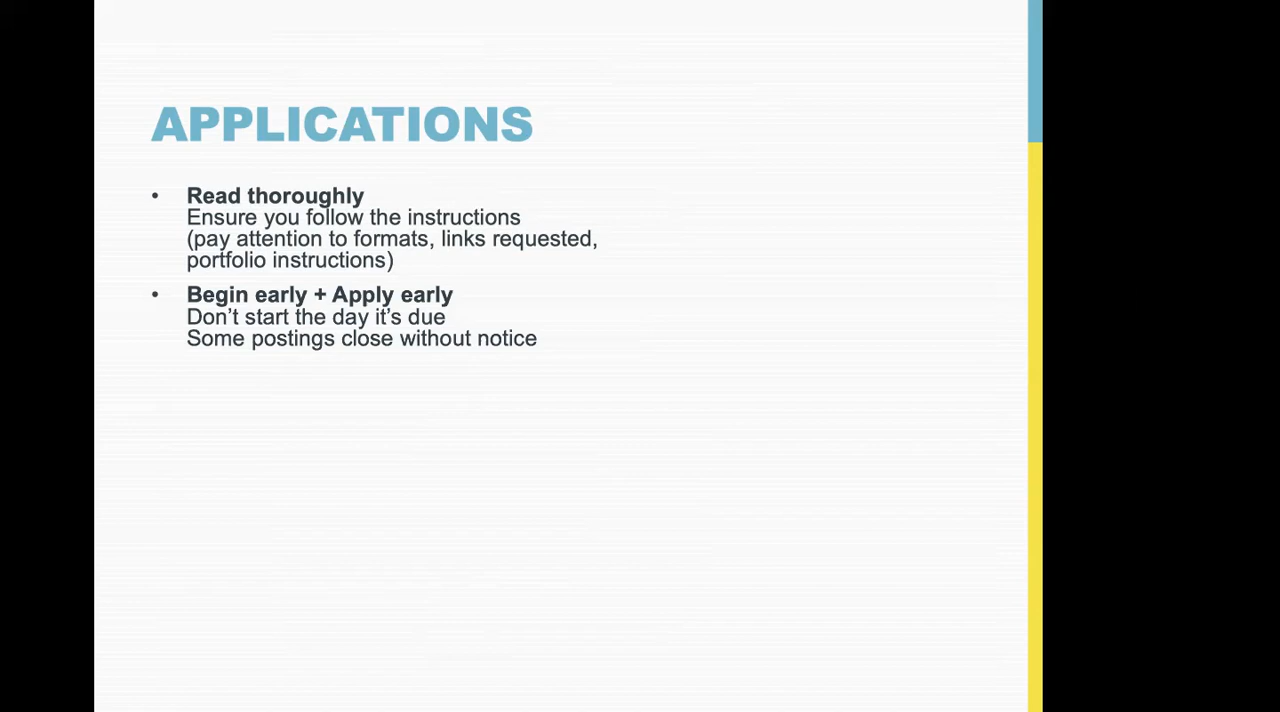 APPLICATIONS
• Read thoroughly
Ensure you follow the instructions
(pay attention to formats, links requested,
portfolio instructions)
• Begin early + Apply early
Don’t start the day it’s due
Some postings close without notice